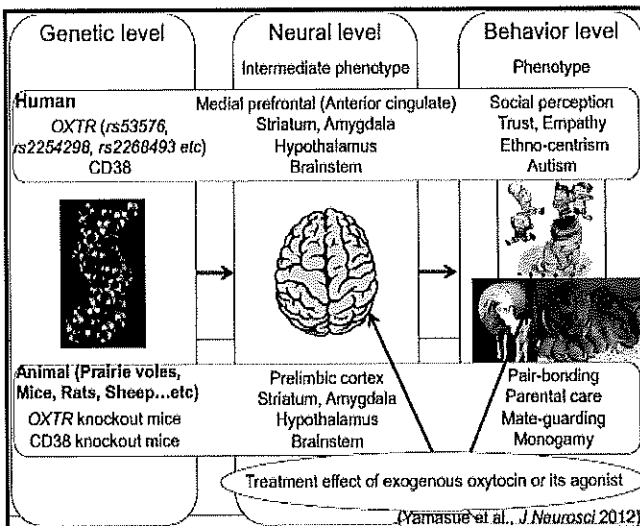 Genetic level
Neural level
Intermediate phenotype
Behavior level
Phenotype
Human
OXTR (rs53576,
rs2254298, rs2268493 etc)
CD38
Medial prefrontal (Anterior cingulate)
Striatum, Amygdala
Hypothalamus
Brainstem
Social perception
Trust, Empathy
Ethno-centrism
Autism
Animal (Prairie voles,
Mice, Rats, Sheep...etc)
OXTR knockout mice
CD38 knockout mice
Prelimbic cortex
Striatum, Amygdala
Hypothalamus
Brainstem
Pair-bonding
Parental care
Mate-guarding
Monogamy
Treatment effect of exogenous oxytocin or its agonist
(Yamasue et al., J Neurosci 2012)